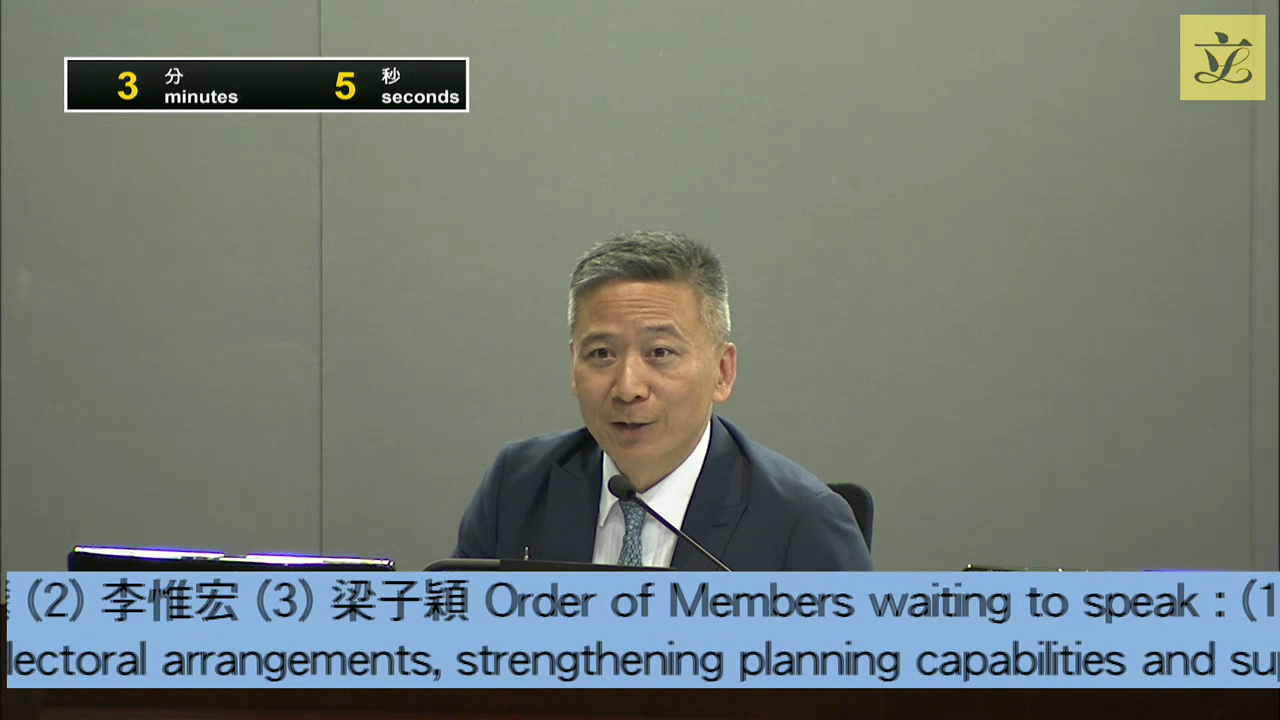 3 分 minutes 5 秒 seconds
立
(2) 李惟宏 (3) 梁子穎 Order of Members waiting to speak : (1
lectoral arrangements, strengthening planning capabilities and su